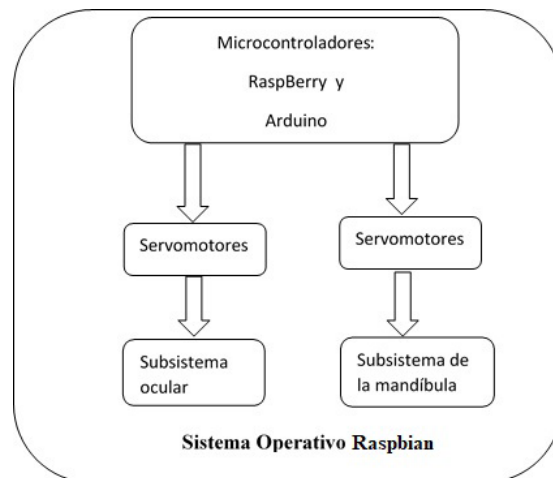 Microcontroladores:
RaspBerry y
Arduino
Servomotores
Servomotores
Subsistema
ocular
Subsistema de
la mandíbula
Sistema Operativo Raspbian